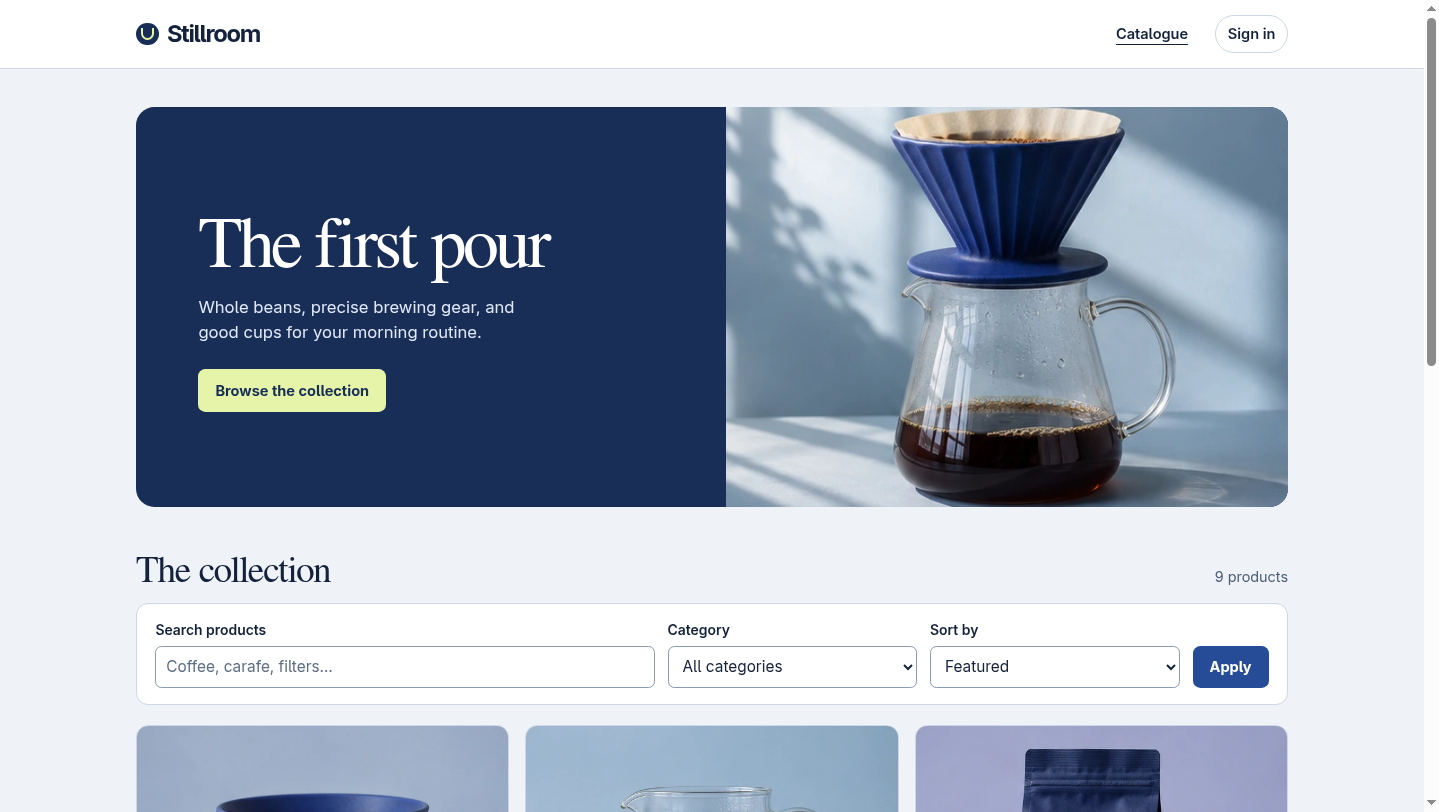 Stillroom
Catalogue
Sign in
The first pour
Whole beans, precise brewing gear, and
good cups for your morning routine.
Browse the collection
The collection
9 products
Search products
Category
Sort by
Coffee, carafe, filters...
All categories
Featured
Apply